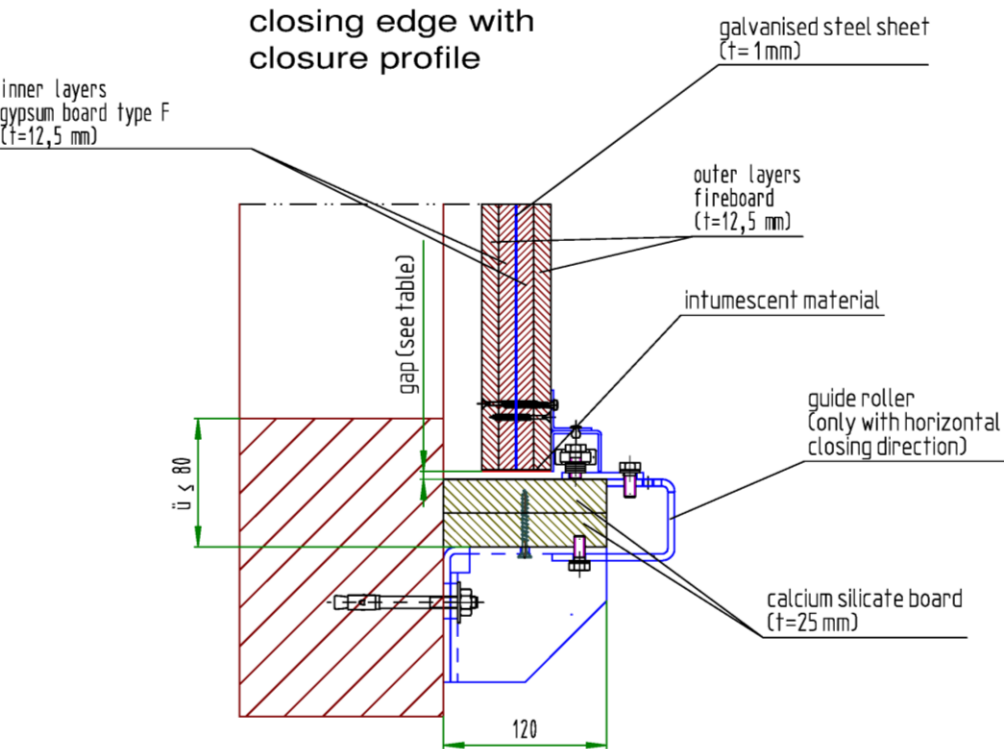 closing edge with
closure profile
galvanised steel sheet
(t=1mm)
inner layers
gypsum board type F
(t=12,5 mm)
outer layers
fireboard
(t=12,5 mm)
gap (see table)
intumescent material
guide roller
(only with horizontal
closing direction)
ü ≤ 80
calcium silicate board
(t=25 mm)
120